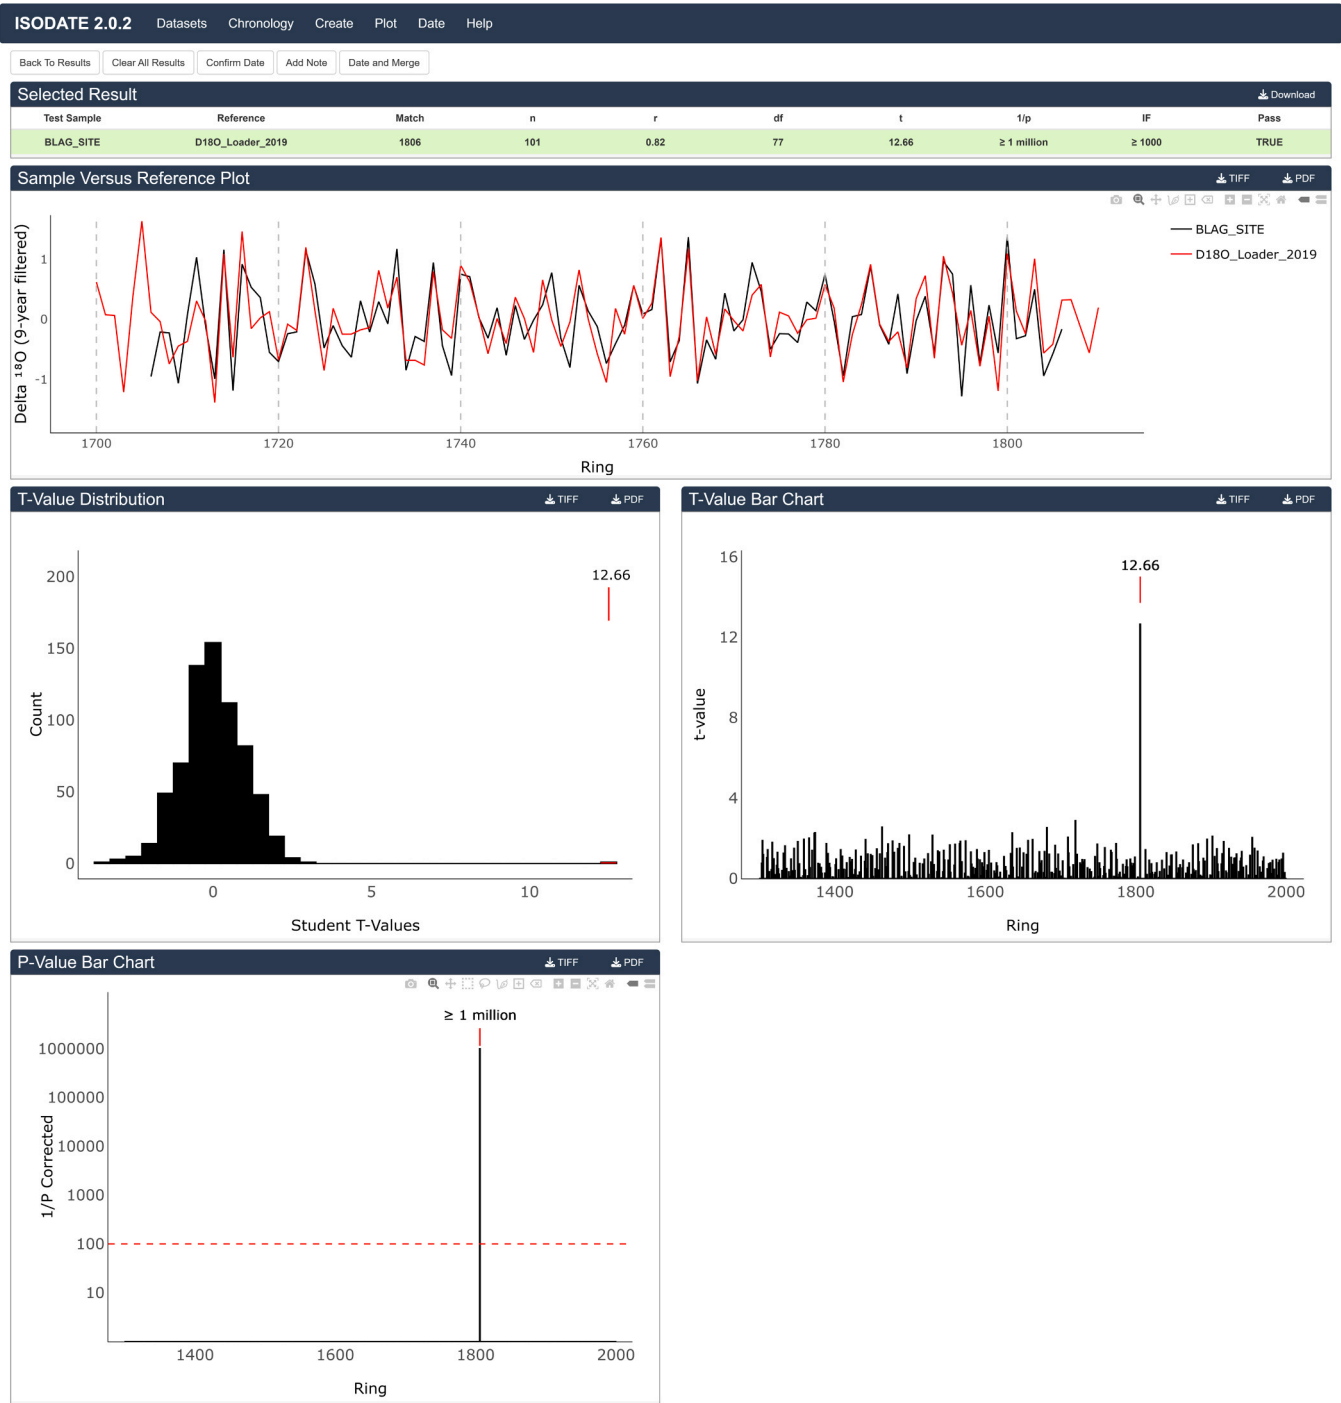 ISODATE 2.0.2 Datasets Chronology Create Plot Date Help
Back To Results Clear All Results Confirm Date Add Note Date and Merge
Selected Result Download
Test Sample Reference Match n r df t 1/p IF Pass
BLAG_SITE D18O_Loader_2019 1806 101 0.82 77 12.66 ≥ 1 million ≥ 1000 TRUE
Sample Versus Reference Plot TIFF PDF
Delta ¹⁸O (9-year filtered)
1
0
-1
BLAG_SITE
D18O_Loader_2019
1700 1720 1740 1760 1780 1800
Ring
T-Value Distribution TIFF PDF
12.66
Count
200
150
100
50
0
0 5 10
Student T-Values
T-Value Bar Chart TIFF PDF
12.66
t-value
16
12
8
4
0
1400 1600 1800 2000
Ring
P-Value Bar Chart TIFF PDF
≥ 1 million
1/P Corrected
1000000
100000
10000
1000
100
10
1400 1600 1800 2000
Ring